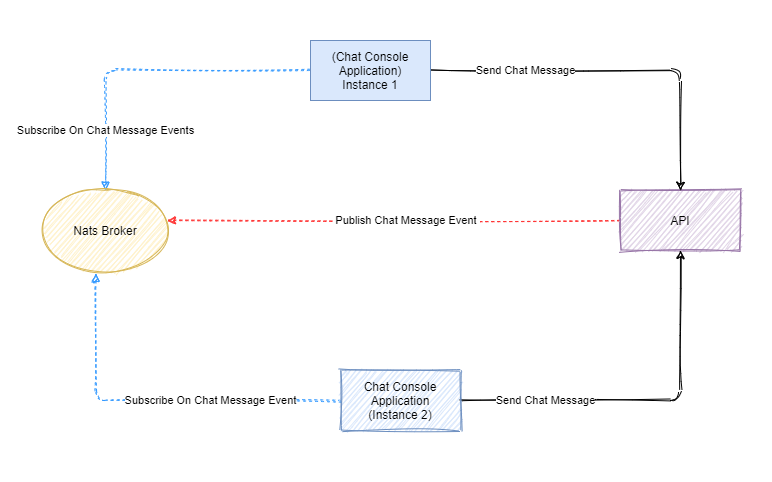 (Chat Console
Application)
Instance 1
Send Chat Message
Subscribe On Chat Message Events
Nats Broker
Publish Chat Message Event
API
Chat Console
Application
(Instance 2)
Subscribe On Chat Message Event
Send Chat Message